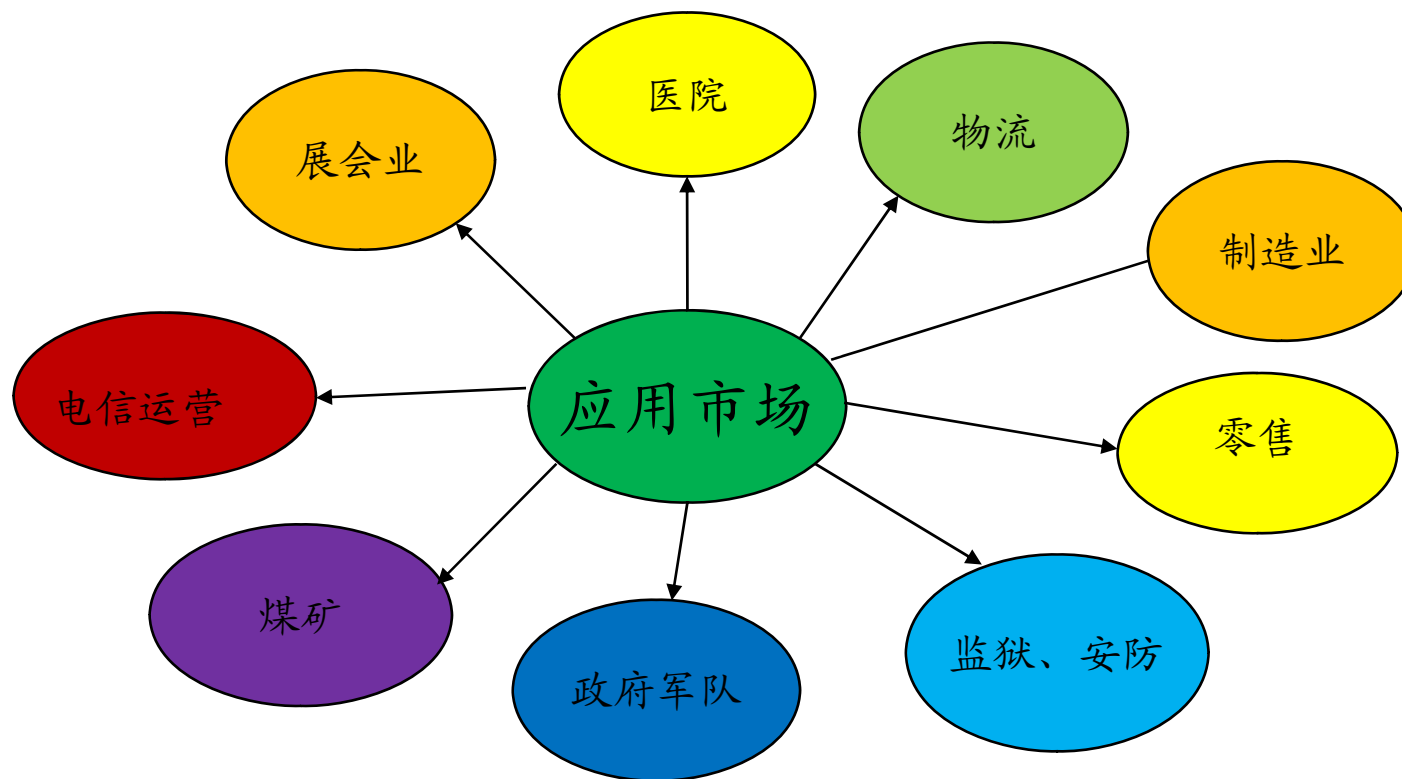 医院
物流
展会业
制造业
电信运营
应用市场
零售
煤矿
监狱、安防
政府军队